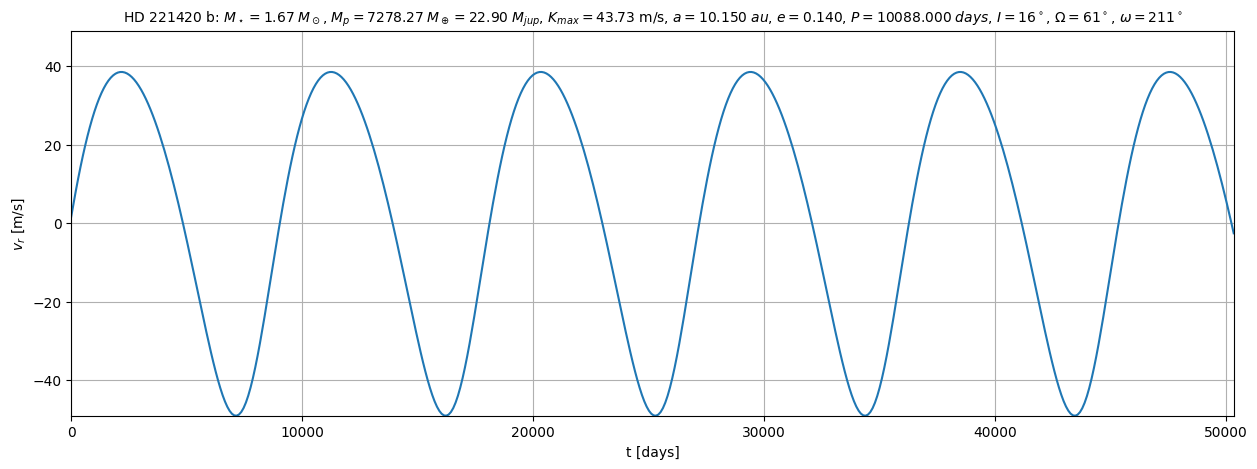 HD 221420 b: M⋆ = 1.67 M⊙, Mp = 7278.27 M⊕ = 22.90 Mjup, Kmax = 43.73 m/s, a = 10.150 au, e = 0.140, P = 10088.000 days, I = 16°, Ω = 61°, ω = 211°
40
20
0
−20
−40
vr [m/s]
0 10000 20000 30000 40000 50000
t [days]